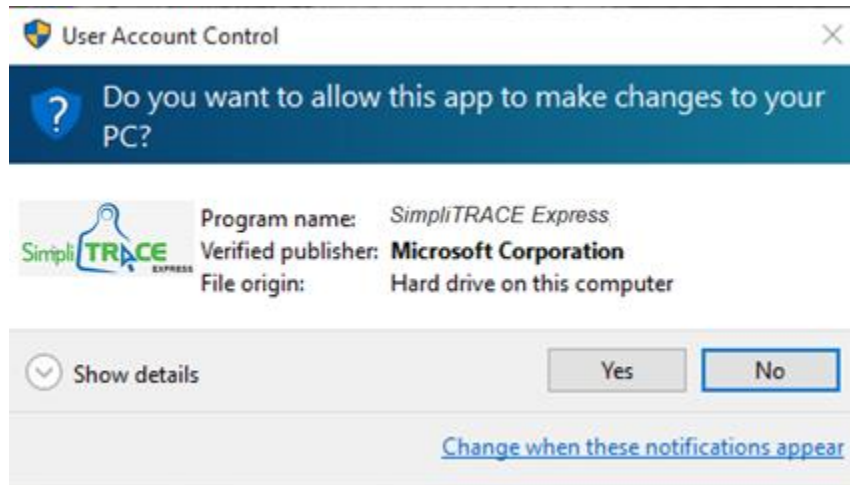 User Account Control
Do you want to allow this app to make changes to your
PC?
Simpli TRACE
EXPRESS
Program name: SimpliTRACE Express
Verified publisher: Microsoft Corporation
File origin: Hard drive on this computer
Show details
Yes
No
Change when these notifications appear